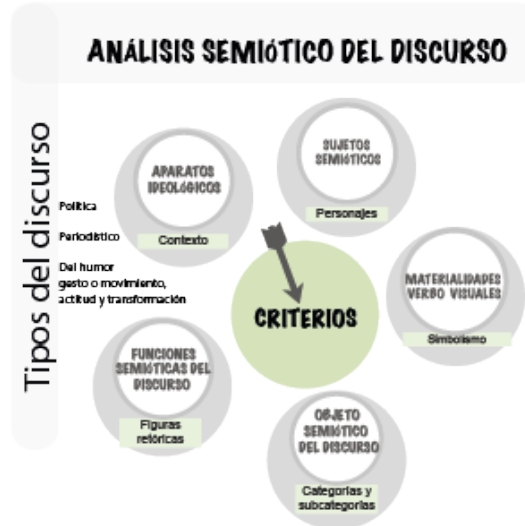 ANÁLISIS SEMIÓTICO DEL DISCURSO
Tipos del discurso
Politica
Periodístico
Del humor
gesto o movimiento,
actitud y transformación
APARATOS
IDEOLÓGICOS
Contexto
SUJETOS
SEMIÓTICOS
Personajes
MATERIALIDADES
VERBO VISUALES
Simbolismo
CRITERIOS
FUNCIONES
SEMIÓTICAS DEL
DISCURSO
Figuras
retóricas
OBJETO
SEMIÓTICO
DEL DISCURSO
Categorías y
subcategorías